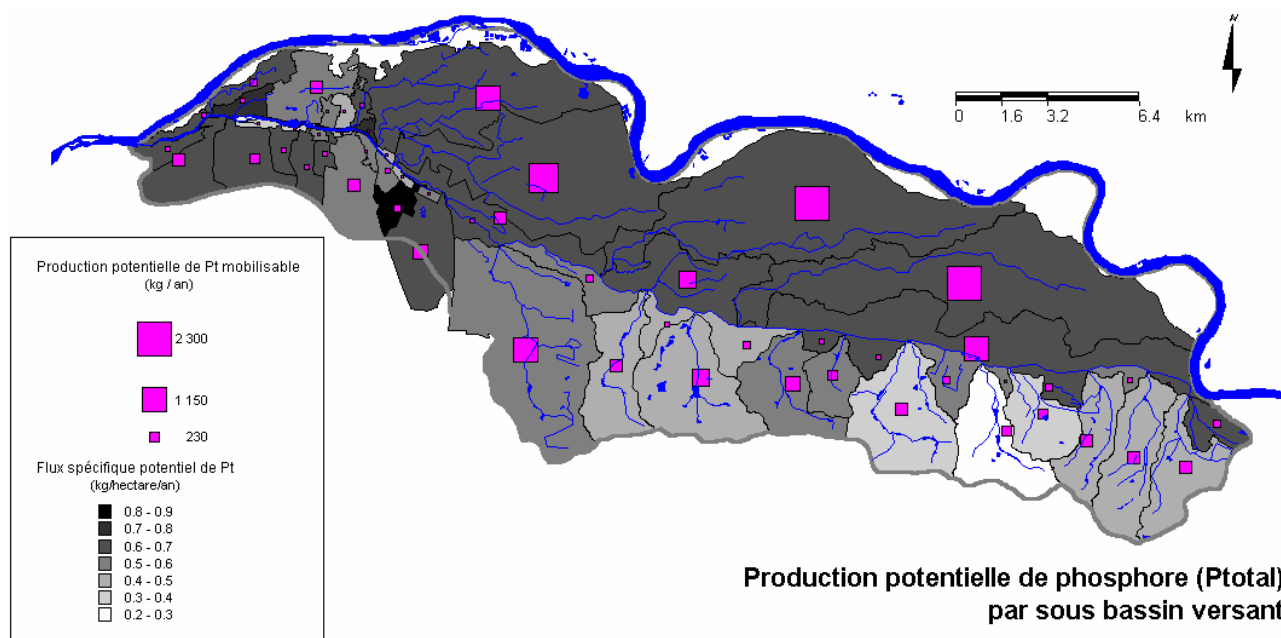 N
0 1.6 3.2 6.4 km
Production potentielle de Pt mobilisable
(kg / an)
2 300
1 150
230
Flux spécifique potentiel de Pt
(kg/hectare/an)
0.8 - 0.9
0.7 - 0.8
0.6 - 0.7
0.5 - 0.6
0.4 - 0.5
0.3 - 0.4
0.2 - 0.3
Production potentielle de phosphore (Ptotal)
par sous bassin versant